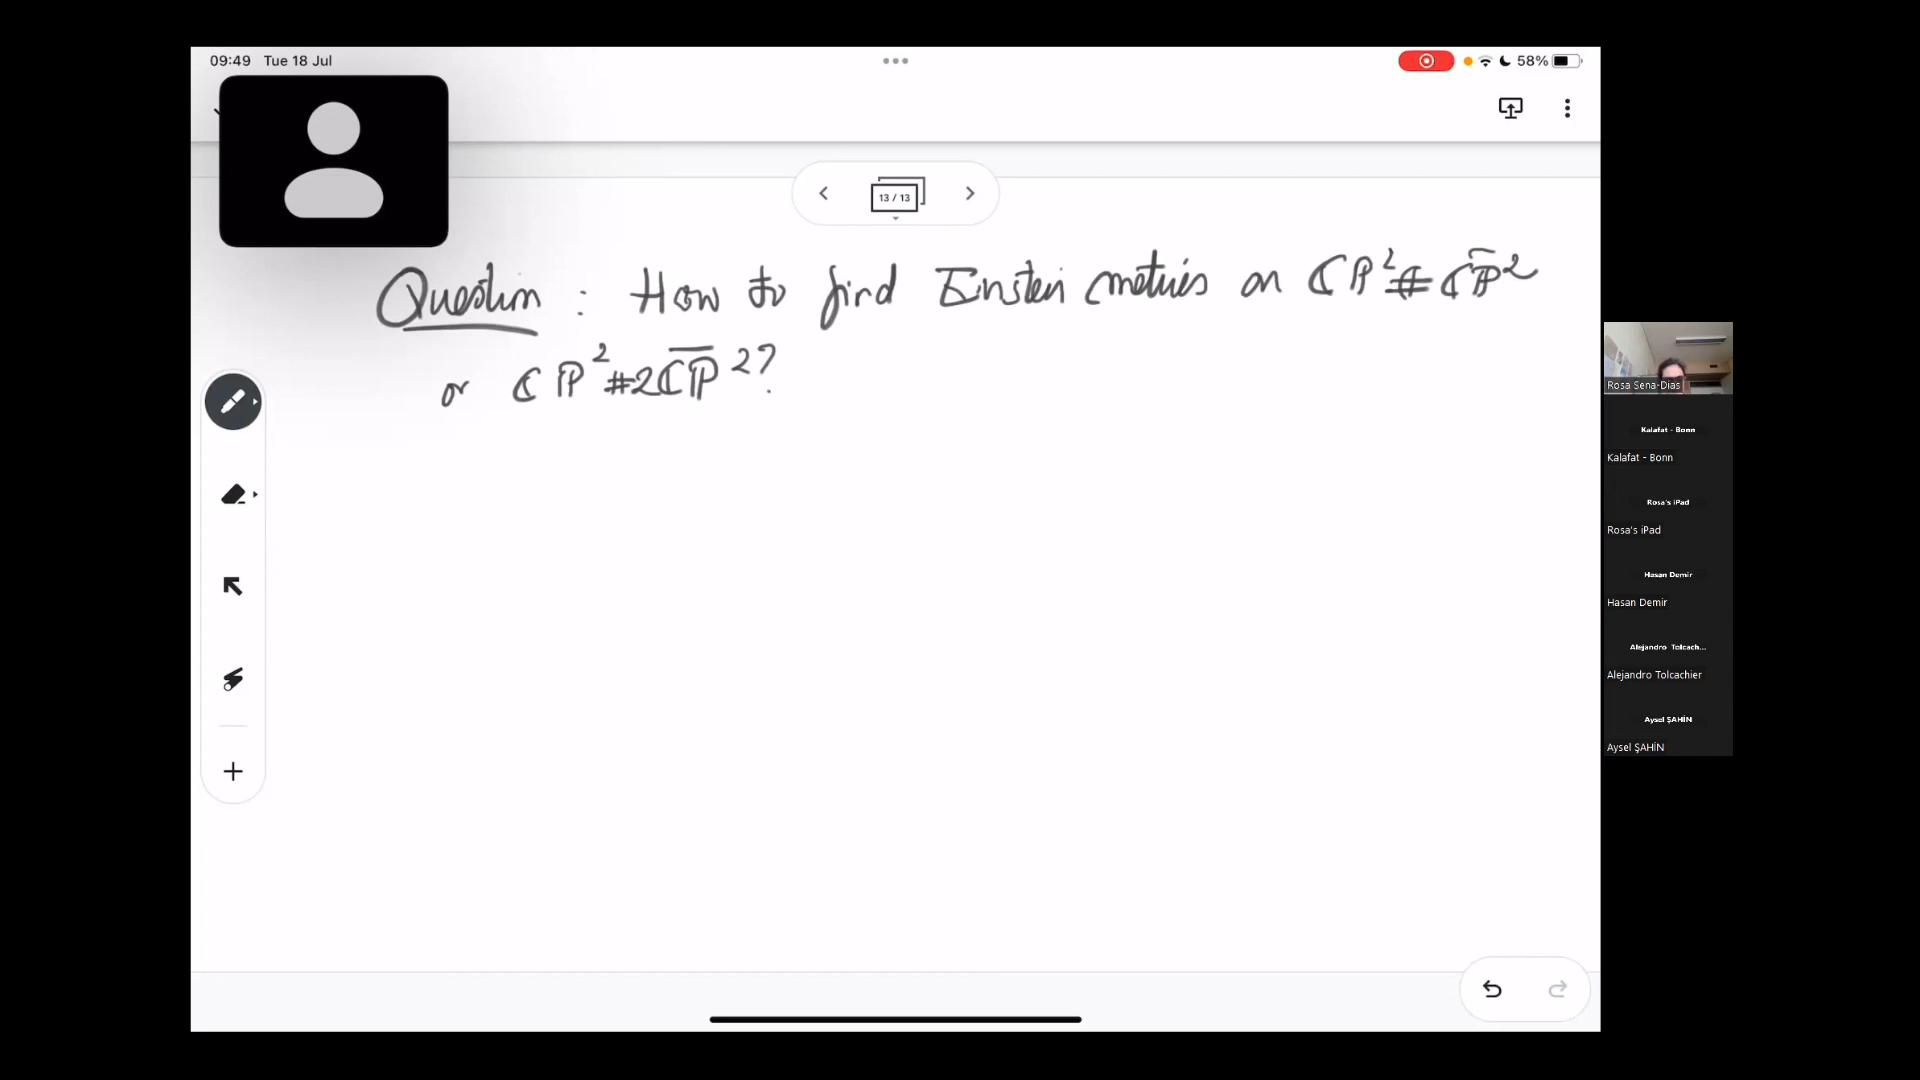 09:49 Tue 18 Jul
58%
13 / 13
Question : How to find Einstein metrics on ℂℙ²#ℂℙ̅²
or ℂℙ²#2ℂℙ̅²?
Rosa Sena-Dias
Kalafat - Bonn
Kalafat - Bonn
Rosa's iPad
Rosa's iPad
Hasan Demir
Hasan Demir
Alejandro Tolcach...
Alejandro Tolcachier
Aysel ŞAHİN
Aysel ŞAHİN